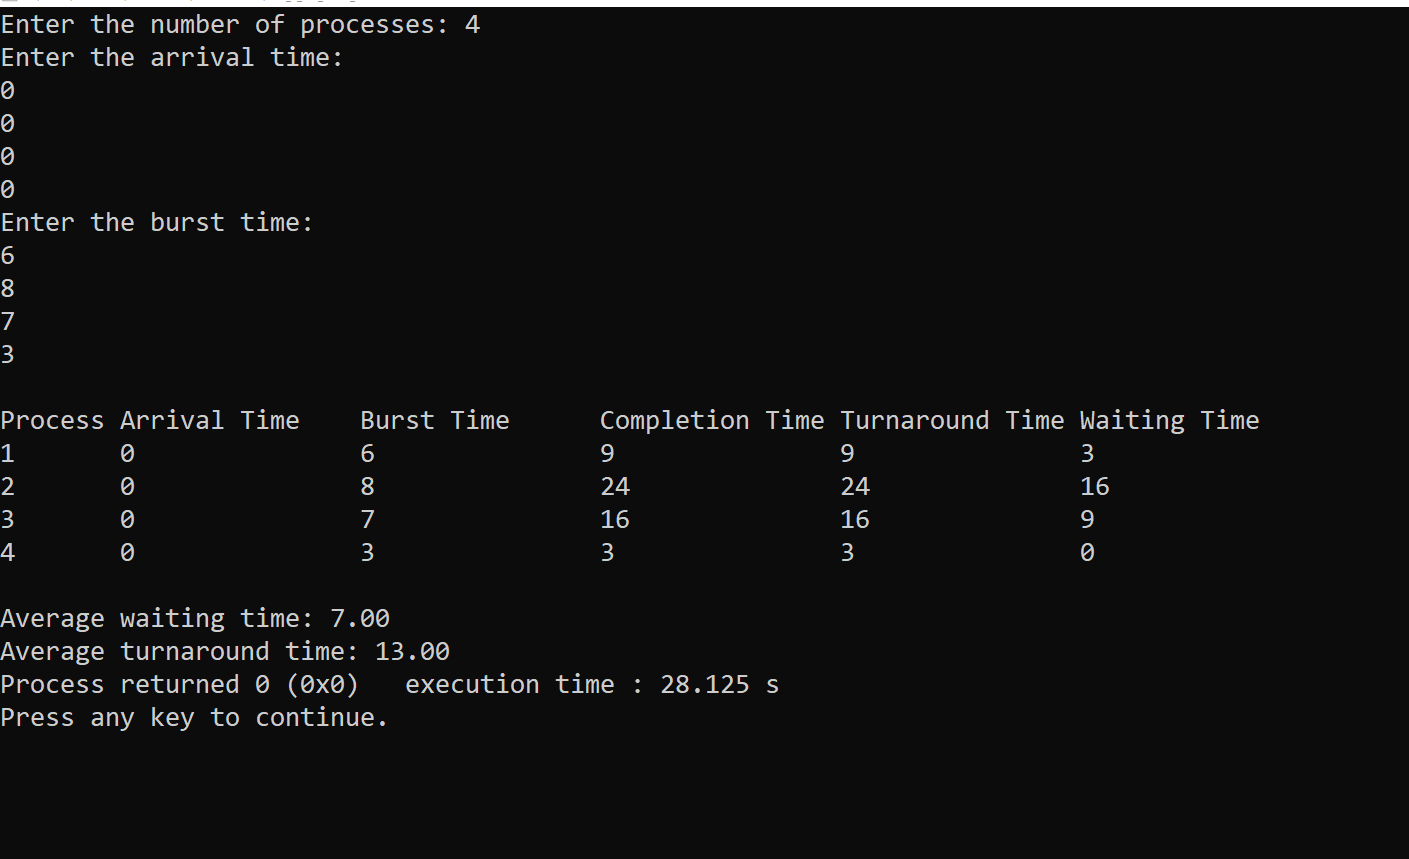 Enter the number of processes: 4
Enter the arrival time:
0
0
0
0
Enter the burst time:
6
8
7
3
Process Arrival Time    Burst Time      Completion Time Turnaround Time Waiting Time
1       0               6               9               9               3
2       0               8               24              24              16
3       0               7               16              16              9
4       0               3               3               3               0
Average waiting time: 7.00
Average turnaround time: 13.00
Process returned 0 (0x0)   execution time : 28.125 s
Press any key to continue.